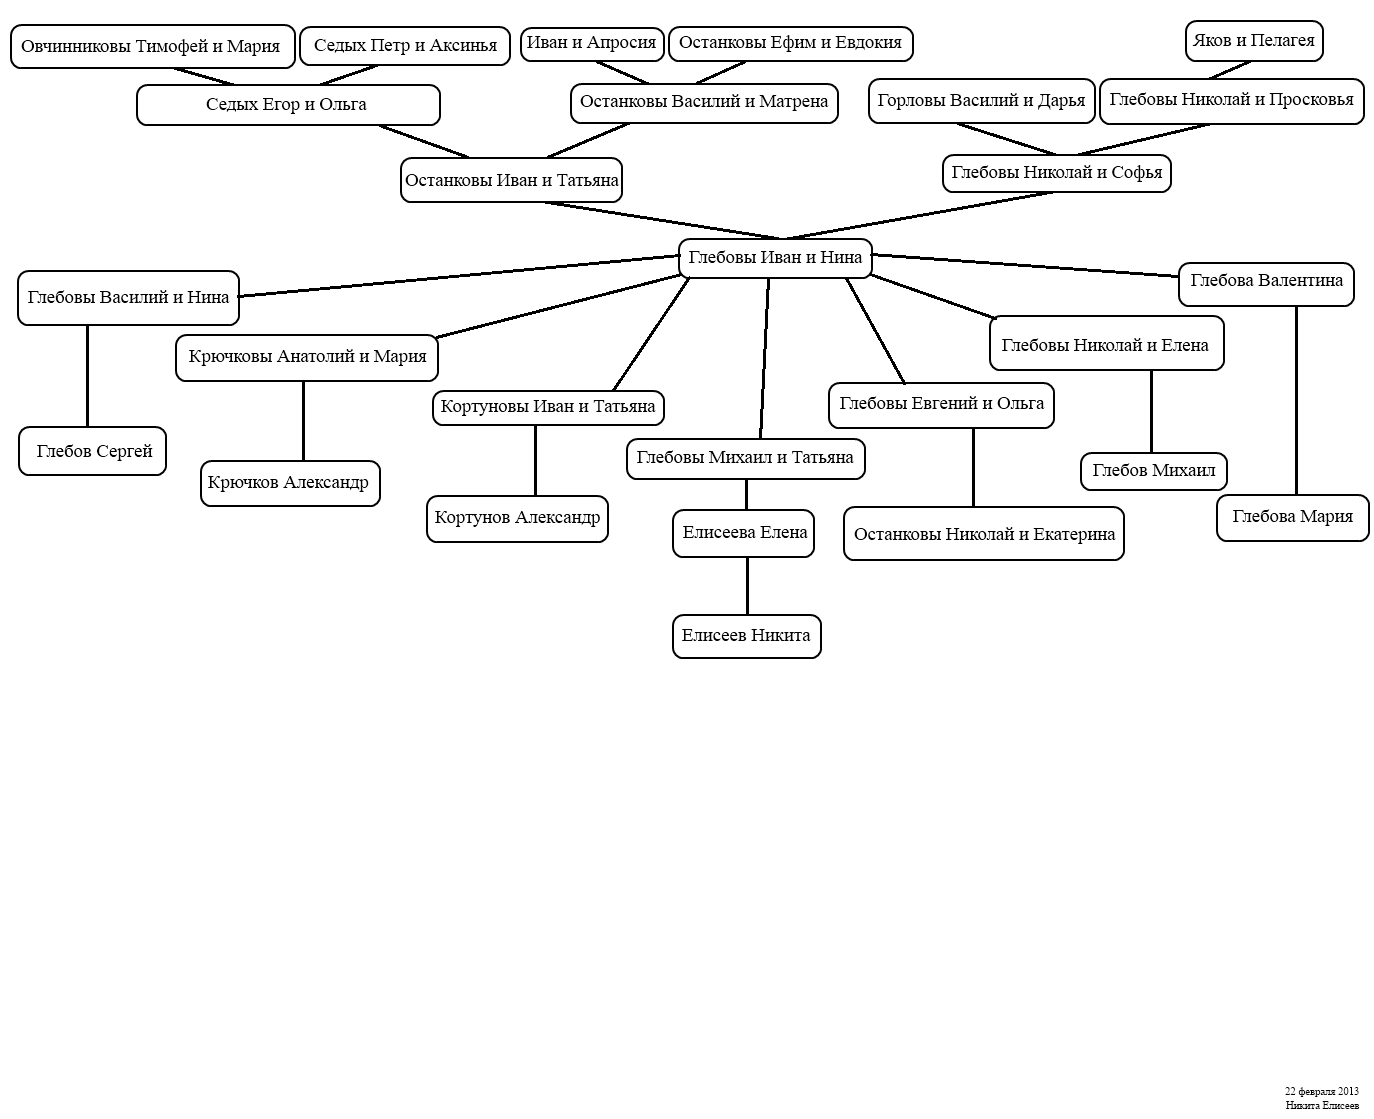 Овчинниковы Тимофей и Мария
Седых Петр и Аксинья
Иван и Апросия
Останковы Ефим и Евдокия
Яков и Пелагея
Седых Егор и Ольга
Останковы Василий и Матрена
Горловы Василий и Дарья
Глебовы Николай и Просковья
Останковы Иван и Татьяна
Глебовы Николай и Софья
Глебовы Иван и Нина
Глебовы Василий и Нина
Глебова Валентина
Крючковы Анатолий и Мария
Глебовы Николай и Елена
Кортуновы Иван и Татьяна
Глебовы Евгений и Ольга
Глебов Сергей
Глебовы Михаил и Татьяна
Глебов Михаил
Крючков Александр
Кортунов Александр
Глебова Мария
Елисеева Елена
Останковы Николай и Екатерина
Елисеев Никита
22 февраля 2013
Никита Елисеев